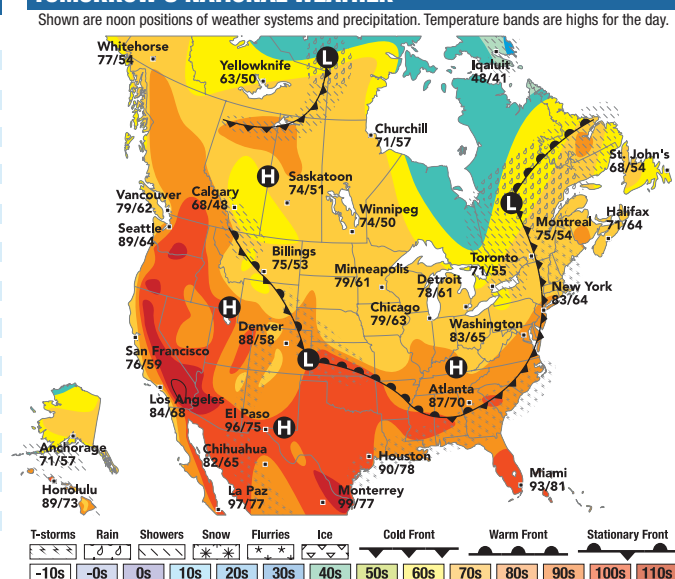 TOMORROW'S NATIONAL WEATHER
Shown are noon positions of weather systems and precipitation. Temperature bands are highs for the day.
Whitehorse
77/54
Yellowknife
63/50
L
Iqaluit
48/41
Churchill
71/57
St. John's
68/54
H
Saskatoon
74/51
Vancouver
79/62
Calgary
68/48
Winnipeg
74/50
L
Montreal
75/54
Halifax
71/64
Seattle
89/64
Billings
75/53
Minneapolis
79/61
Detroit
78/61
Toronto
71/55
New York
83/64
H
Chicago
79/63
Denver
88/58
Washington
83/65
L
H
San Francisco
76/59
Los Angeles
84/68
Atlanta
87/70
El Paso
96/75
H
Anchorage
71/57
Chihuahua
82/65
Houston
90/78
Miami
93/81
Honolulu
89/73
La Paz
97/77
Monterrey
99/77
T-storms Rain Showers Snow Flurries Ice Cold Front Warm Front Stationary Front
-10s -0s 0s 10s 20s 30s 40s 50s 60s 70s 80s 90s 100s 110s